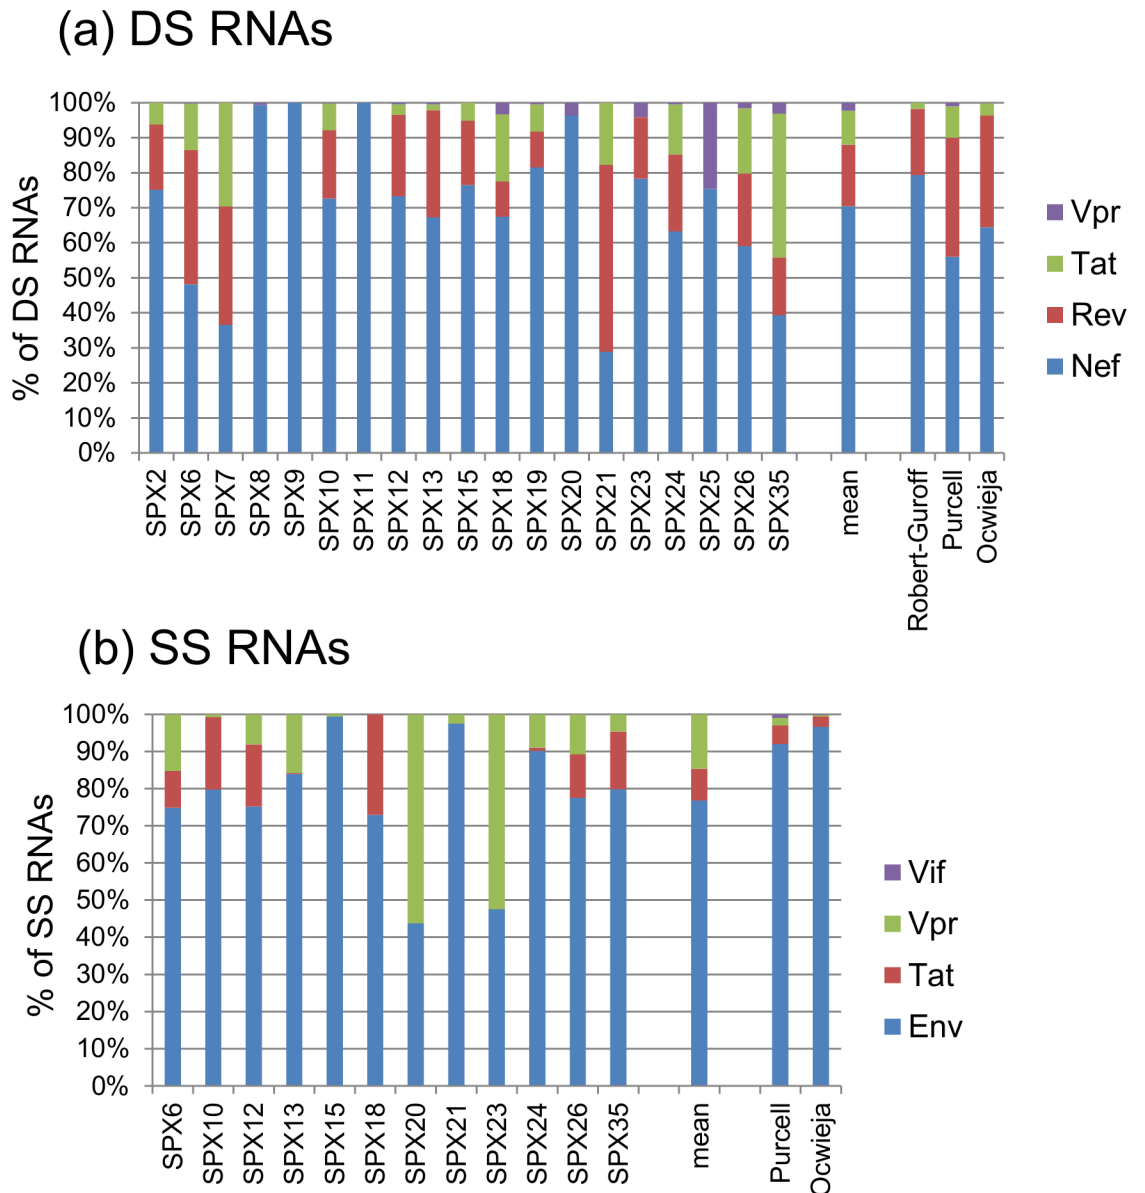 (a) DS RNAs
100%
90%
80%
70%
60%
50%
40%
30%
20%
10%
0%
% of DS RNAs
SPX2
SPX6
SPX7
SPX8
SPX9
SPX10
SPX11
SPX12
SPX13
SPX15
SPX18
SPX19
SPX20
SPX21
SPX23
SPX24
SPX25
SPX26
SPX35
mean
Robert-Guroff
Purcell
Ocwieja
Vpr
Tat
Rev
Nef
(b) SS RNAs
100%
90%
80%
70%
60%
50%
40%
30%
20%
10%
0%
% of SS RNAs
SPX6
SPX10
SPX12
SPX13
SPX15
SPX18
SPX20
SPX21
SPX23
SPX24
SPX26
SPX35
mean
Purcell
Ocwieja
Vif
Vpr
Tat
Env